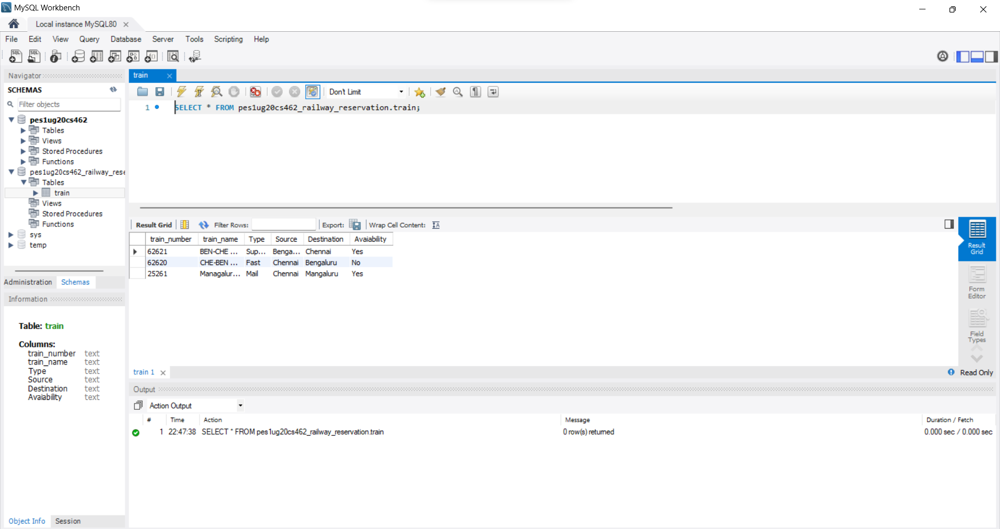 MySQL Workbench
Local instance MySQL80
File Edit View Query Database Server Tools Scripting Help
Navigator
SCHEMAS
Filter objects
pes1ug20cs462
Tables
Views
Stored Procedures
Functions
pes1ug20cs462_railway_rese
Tables
train
Views
Stored Procedures
Functions
sys
temp
Administration Schemas
Information
Table: train
Columns:
train_number text
train_name text
Type text
Source text
Destination text
Avaiability text
Object Info Session
train
Don't Limit
1 SELECT * FROM pes1ug20cs462_railway_reservation.train;
Result Grid Filter Rows: Export: Wrap Cell Content:
train_number train_name Type Source Destination Avaiability
62621 BEN-CHE ... Sup... Benga... Chennai Yes
62620 CHE-BEN ... Fast Chennai Bengaluru No
25261 Managalur... Mail Chennai Mangaluru Yes
Result
Grid
Form
Editor
Field
Types
train 1
Read Only
Output
Action Output
# Time Action Message Duration / Fetch
1 22:47:38 SELECT * FROM pes1ug20cs462_railway_reservation.train 0 row(s) returned 0.000 sec / 0.000 sec